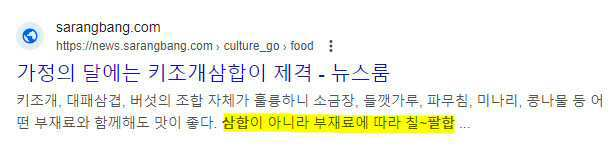 sarangbang.com
https://news.sarangbang.com › culture_go › food
가정의 달에는 키조개삼합이 제격 - 뉴스룸
키조개, 대패삼겹, 버섯의 조합 자체가 훌륭하니 소금장, 들깻가루, 파무침, 미나리, 콩나물 등 어
떤 부재료와 함께해도 맛이 좋다. 삼합이 아니라 부재료에 따라 칠~팔합 ...